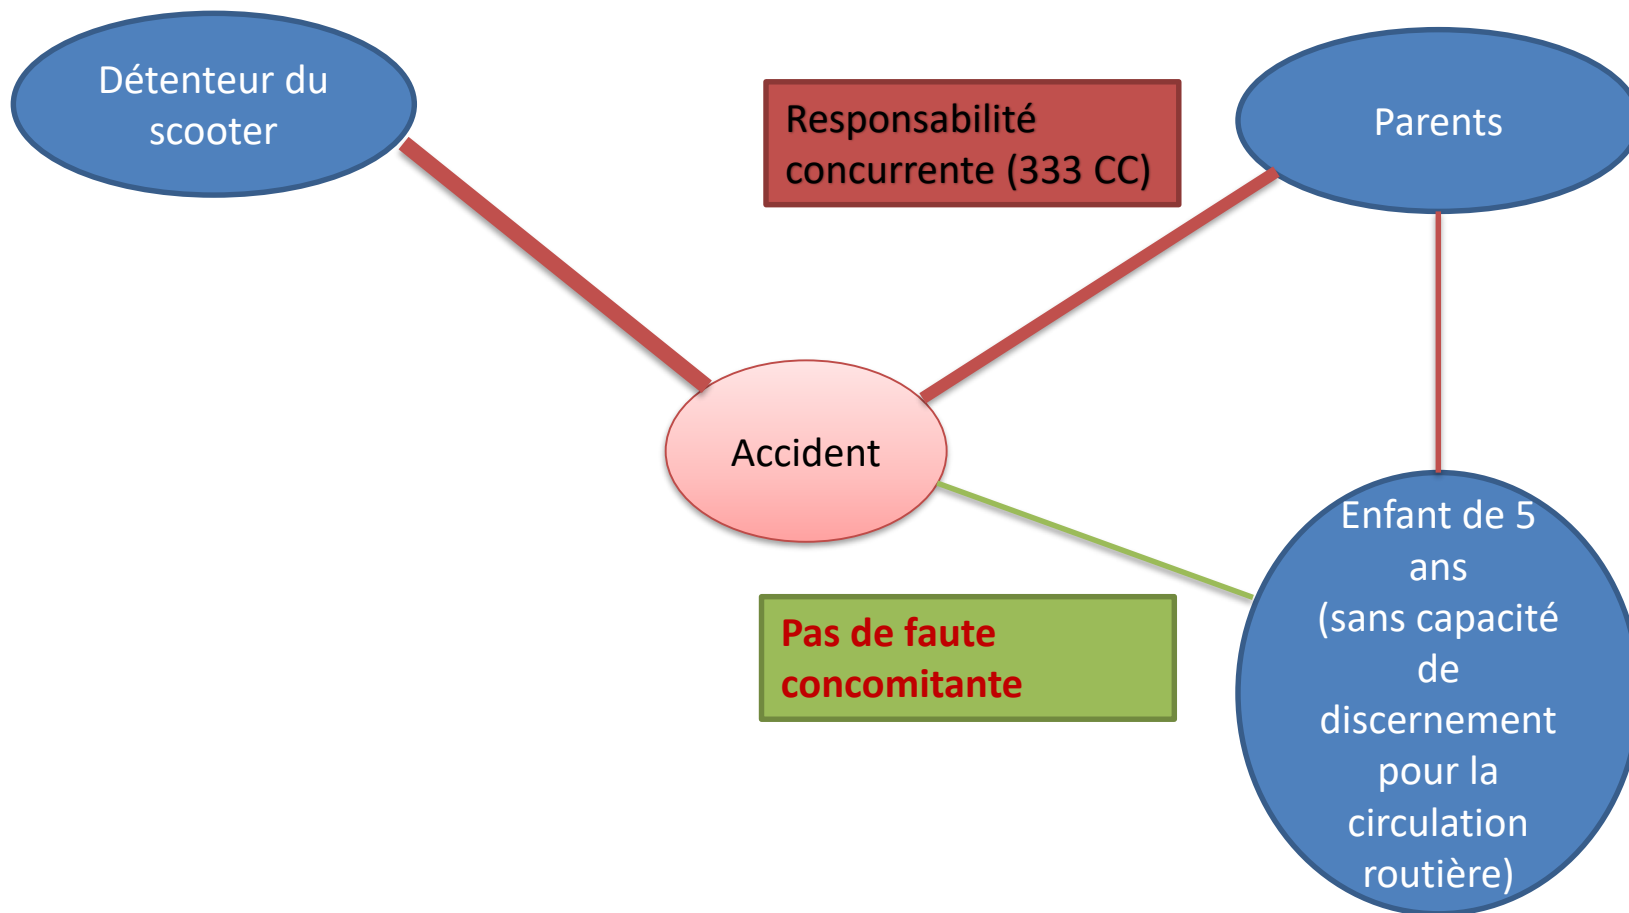 Détenteur du
scooter
Responsabilité
concurrente (333 CC)
Parents
Accident
Pas de faute
concomitante
Enfant de 5
ans
(sans capacité
de
discernement
pour la
circulation
routière)